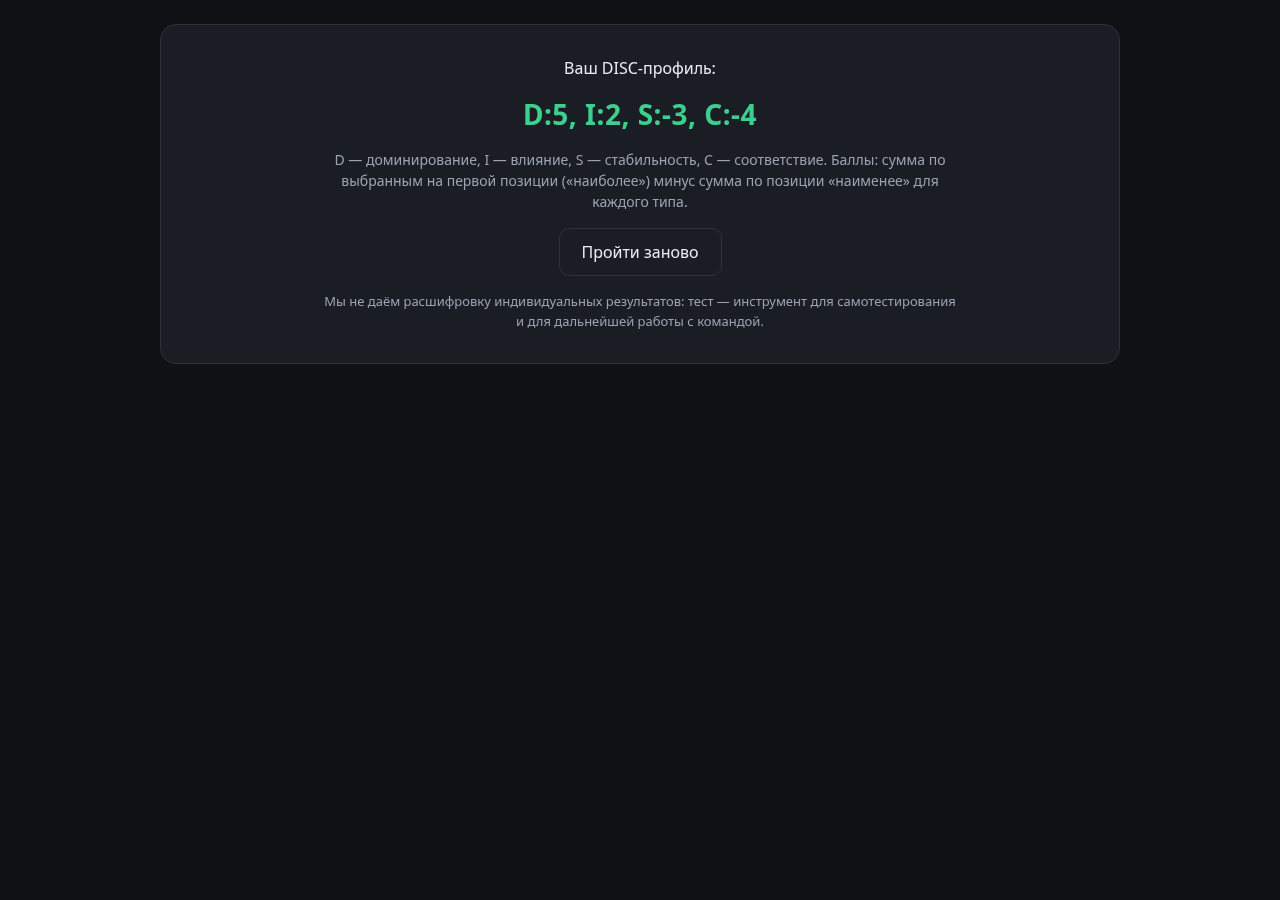 Ваш DISC-профиль:
D:5, I:2, S:-3, C:-4
D — доминирование, I — влияние, S — стабильность, C — соответствие. Баллы: сумма по
выбранным на первой позиции («наиболее») минус сумма по позиции «наименее» для
каждого типа.
Пройти заново
Мы не даём расшифровку индивидуальных результатов: тест — инструмент для самотестирования
и для дальнейшей работы с командой.